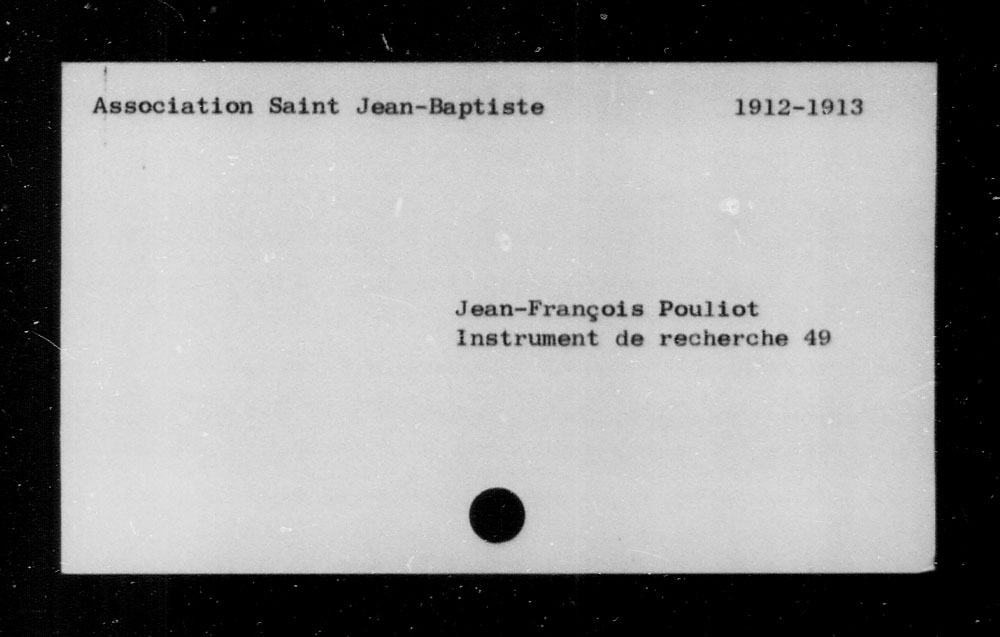 Association Saint Jean-Baptiste 1912-1913
Jean-François Pouliot
Instrument de recherche 49